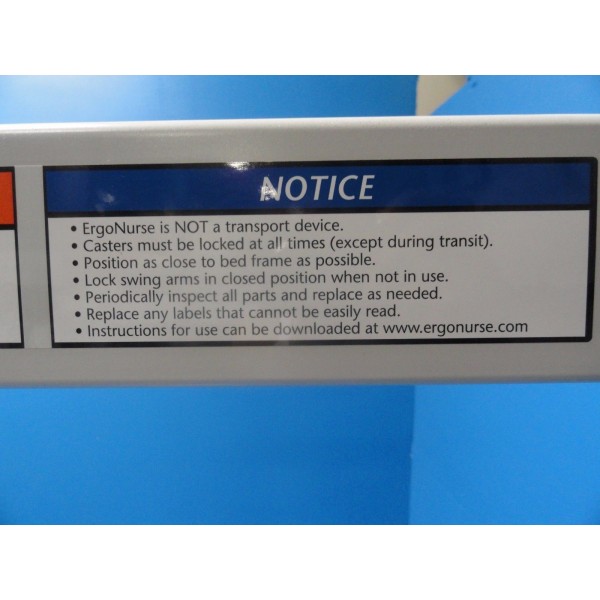 NOTICE
• ErgoNurse is NOT a transport device.
• Casters must be locked at all times (except during transit).
• Position as close to bed frame as possible.
• Lock swing arms in closed position when not in use.
• Periodically inspect all parts and replace as needed.
• Replace any labels that cannot be easily read.
• Instructions for use can be downloaded at www.ergonurse.com